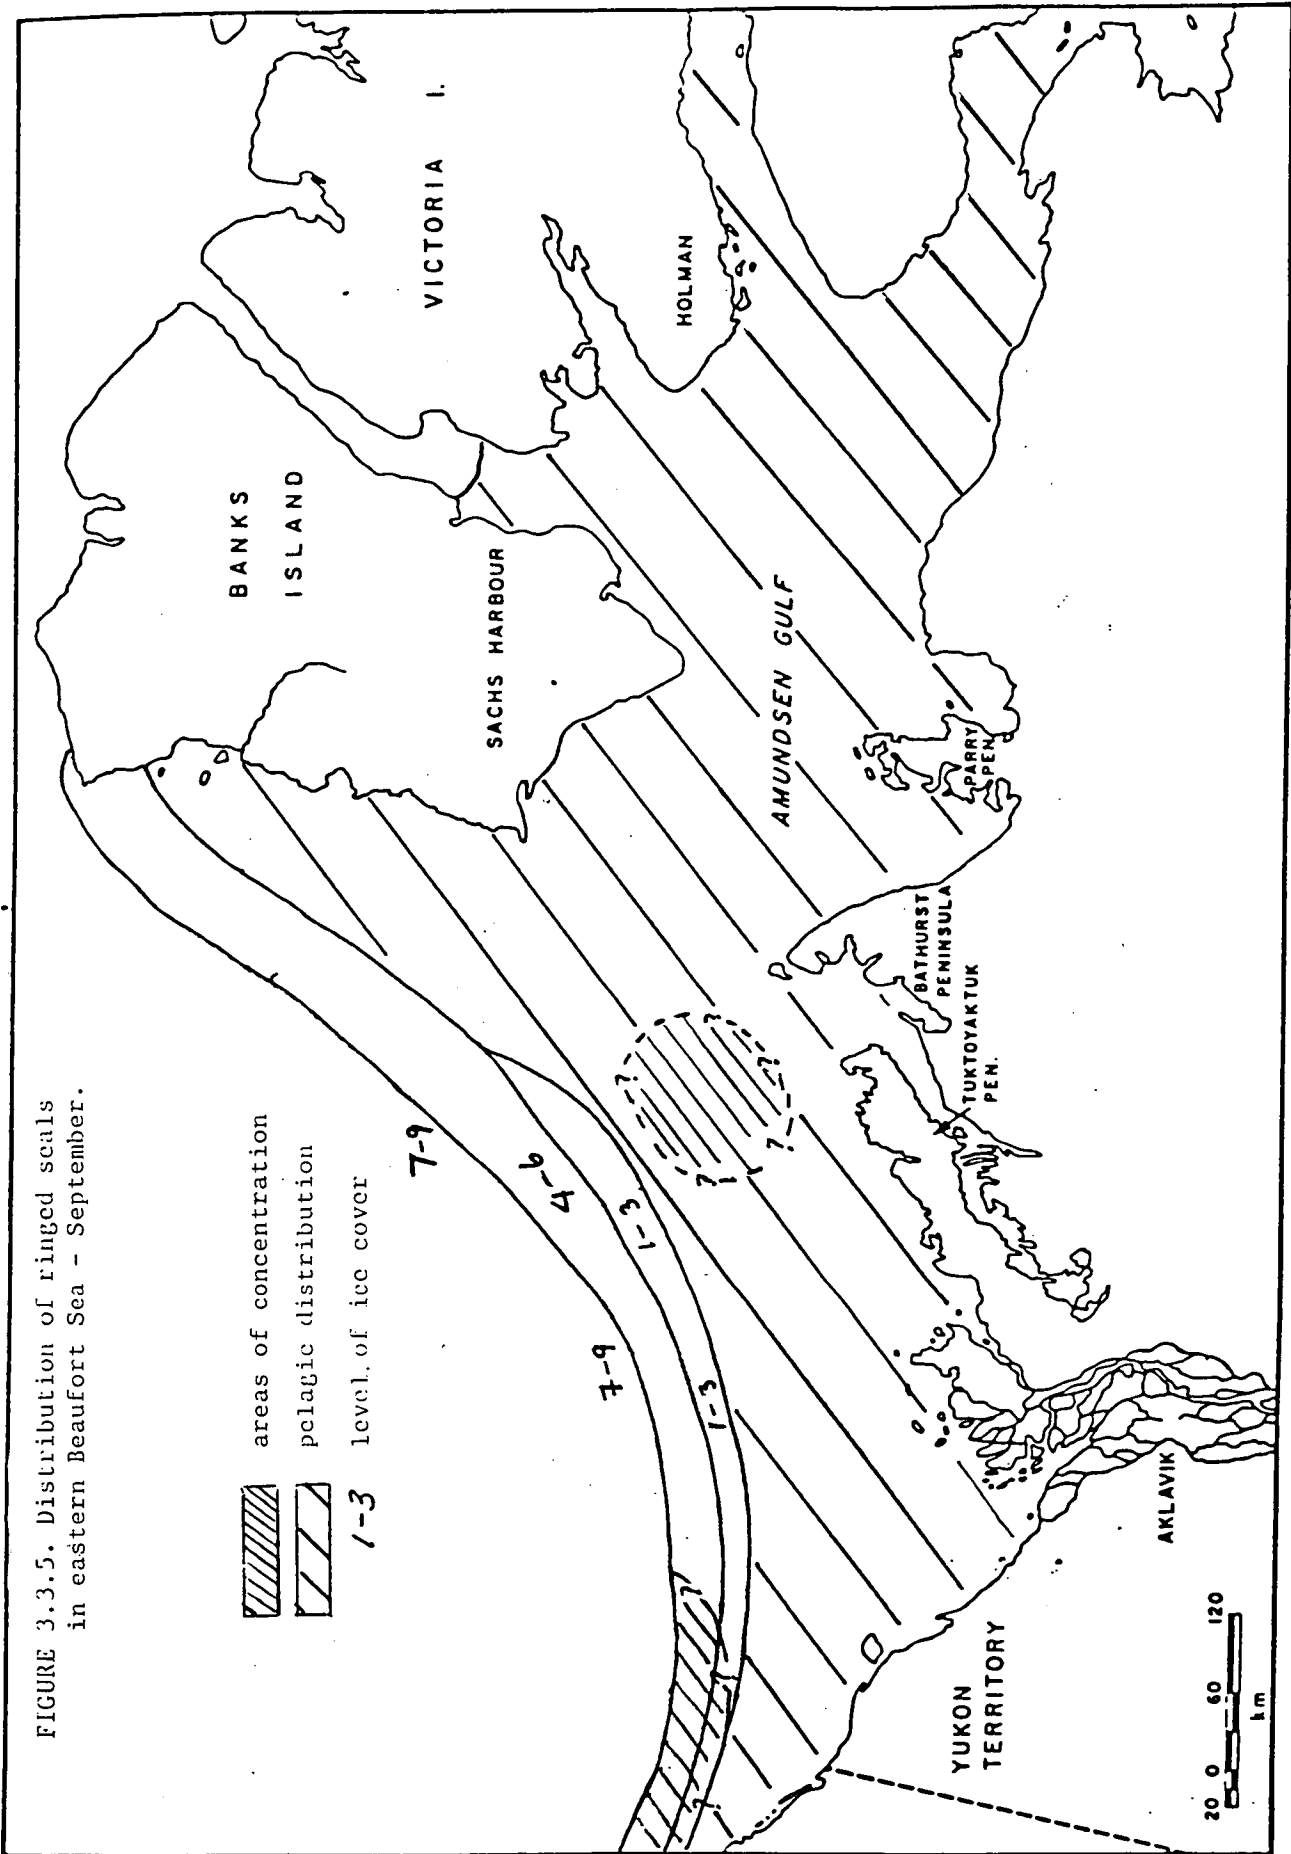 FIGURE 3.3.5. Distribution of ringed seals
in eastern Beaufort Sea - September.
areas of concentration
pelagic distribution
1-3 level of ice cover
7-9
4-6
1-3
7-9
1-3
?
?
?
?
?
?
?
?
BANKS
ISLAND
VICTORIA I.
SACHS HARBOUR
HOLMAN
AMUNDSEN GULF
PARRY
PEN.
BATHURST
PENINSULA
TUKTOYAKTUK
PEN.
AKLAVIK
YUKON
TERRITORY
20 0 60 120
km